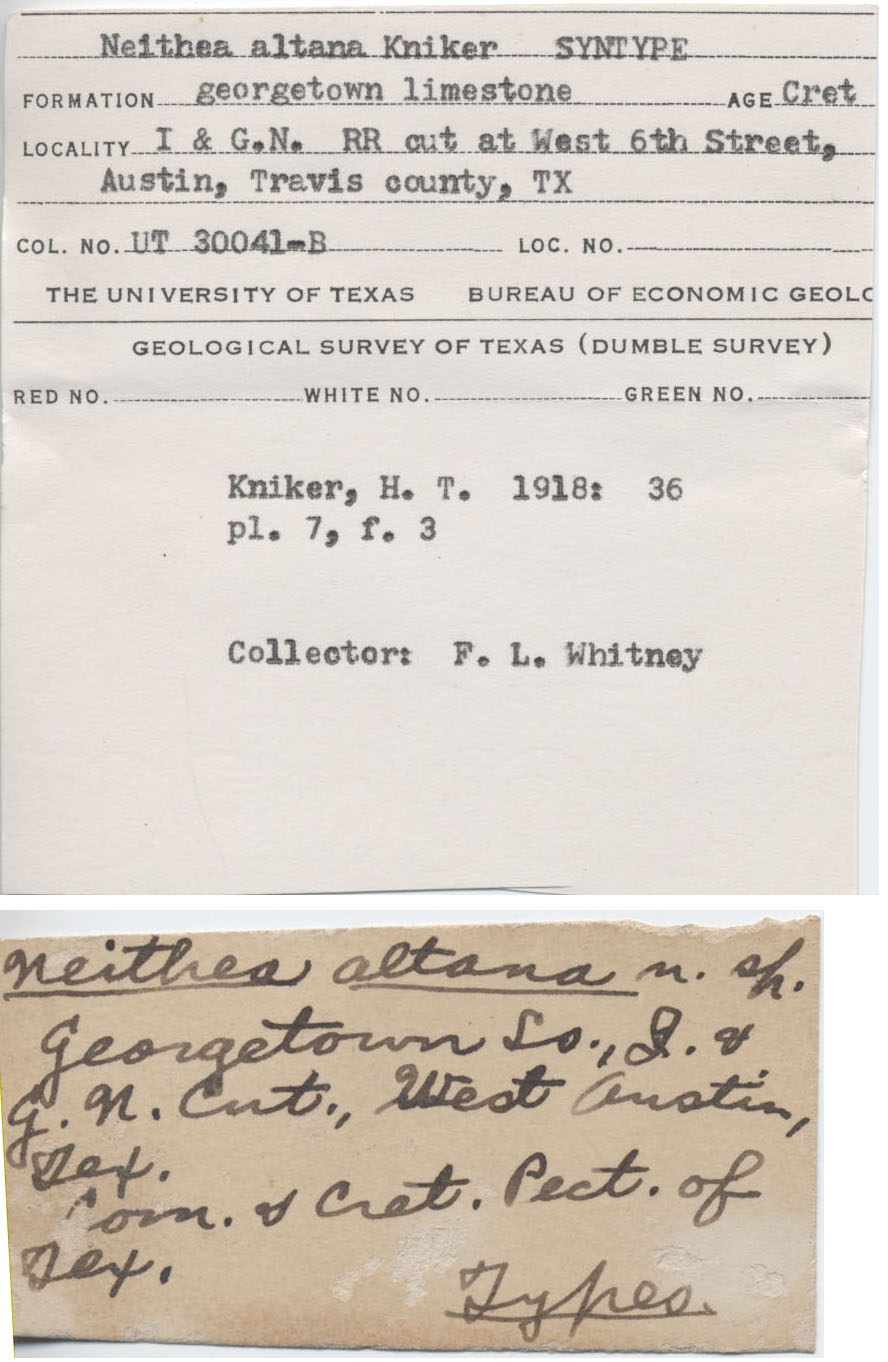 Neithea altana Kniker SYNTYPE
FORMATION georgetown limestone AGE Cret
LOCALITY I & G.N. RR cut at West 6th Street,
Austin, Travis county, TX
COL. NO. UT 30041-B LOC. NO.
THE UNIVERSITY OF TEXAS BUREAU OF ECONOMIC GEOLO
GEOLOGICAL SURVEY OF TEXAS (DUMBLE SURVEY)
RED NO. WHITE NO. GREEN NO.
Kniker, H. T. 1918: 36
pl. 7, f. 3
Collector: F. L. Whitney
Neithea altana n. sp.
Georgetown Ls., I. &
G. N. Cut., West Austin,
Tex.
Com. & Cret. Pect. of
Tex.
Types.